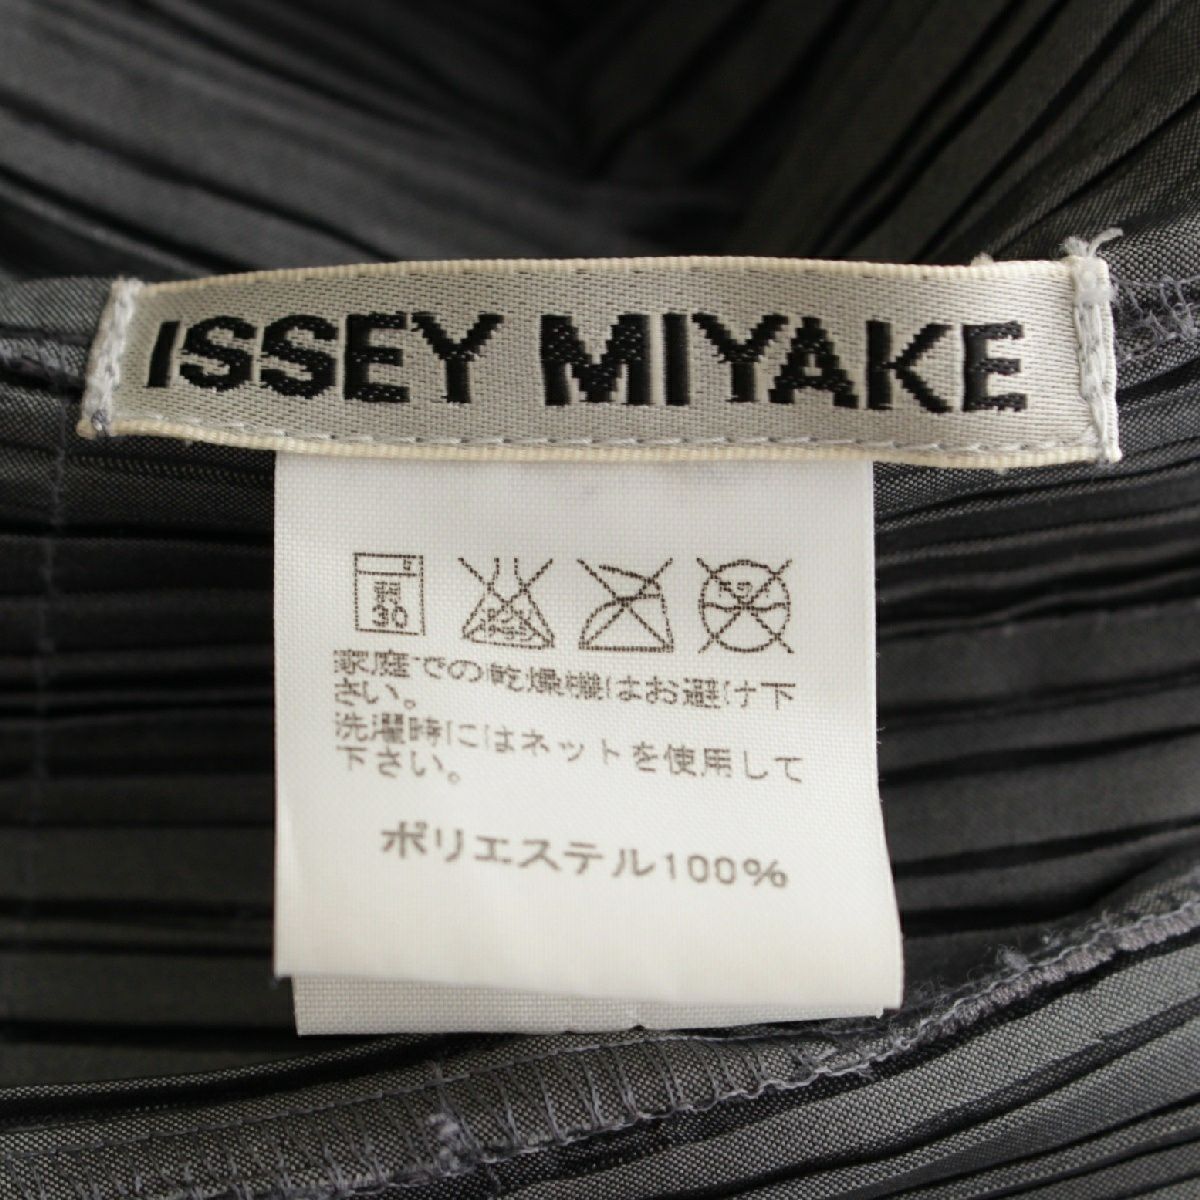 ISSEY MIYAKE
弱
30
家庭での乾燥機はお避け下
さい。
洗濯時にはネットを使用して
下さい。
ポリエステル100%